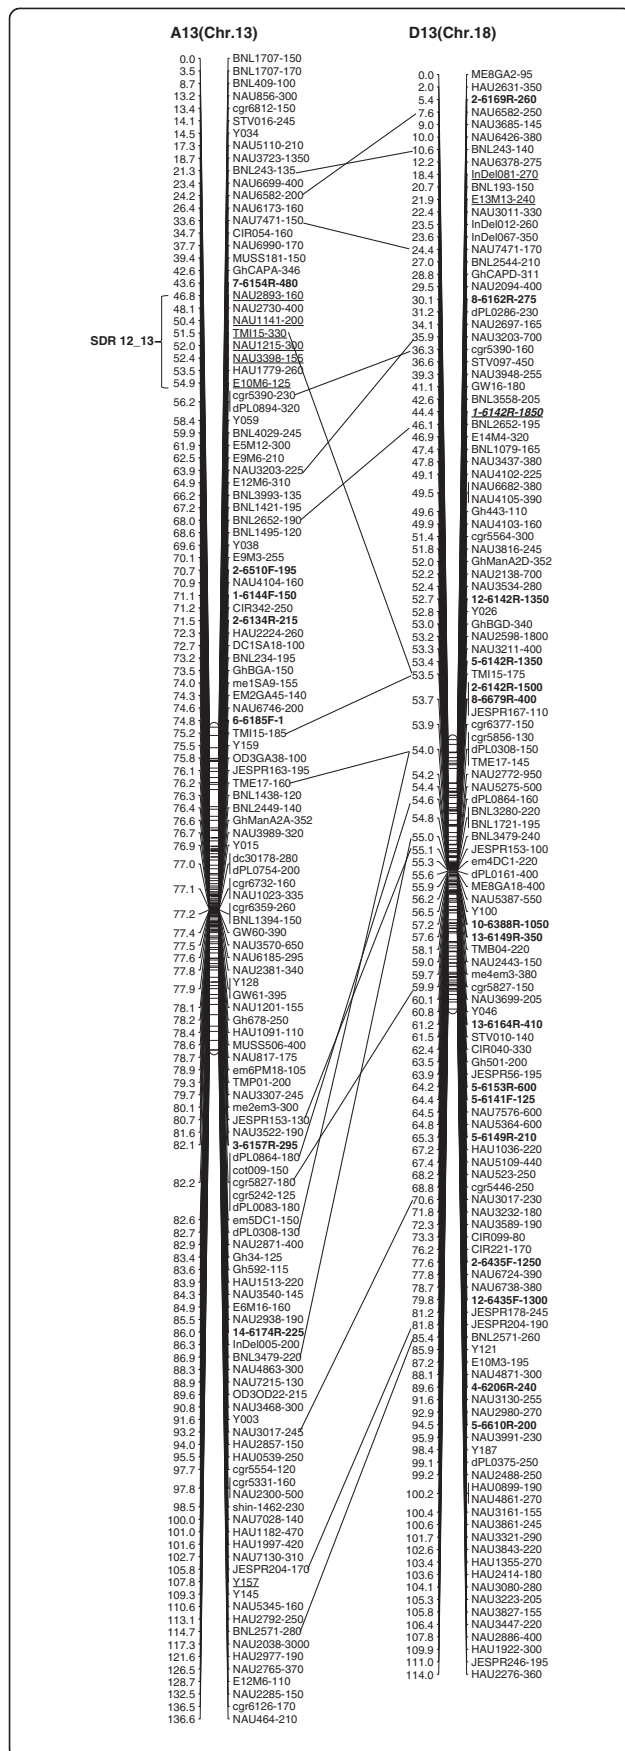 A13(Chr.13)
0.0 BNL1707-150
3.5 BNL1707-170
8.7 BNL409-100
13.2 NAU856-300
13.4 cgr6812-150
14.1 STV016-245
14.5 Y034
17.3 NAU5110-210
18.7 NAU3723-1350
21.3 BNL243-135
23.4 NAU6699-400
24.2 NAU6582-200
26.4 NAU6173-160
33.6 NAU7471-150
34.7 CIR054-160
37.7 NAU6990-170
39.4 MUSS181-150
42.6 GhCAPA-346
43.6 7-6154R-480
46.8 NAU2893-160
48.1 NAU2730-400
50.4 NAU1141-200
51.5 TMI15-330
SDR 12_13
52.0 NAU1215-300
52.4 NAU3398-155
53.5 HAU1779-260
54.9 E10M6-125
56.2 cgr5390-230
dPL0894-320
58.4 Y059
59.9 BNL4029-245
61.9 E5M12-300
62.5 E9M6-210
63.9 NAU3203-225
64.9 E12M6-310
66.2 BNL3993-135
67.2 BNL1421-195
68.0 BNL2652-190
68.6 BNL1495-120
69.6 Y038
70.1 E9M3-255
70.7 2-6510F-195
70.9 NAU4104-160
71.1 1-6144F-150
71.2 CIR342-250
71.5 2-6134R-215
72.3 HAU2224-260
72.7 DC1SA18-100
73.2 BNL234-195
73.5 GhBGA-150
74.0 me1SA9-155
74.3 EM2GA45-140
74.6 NAU6746-200
74.8 6-6185F-1
75.2 TMI15-185
75.5 Y159
75.8 OD3GA38-100
76.1 JESPR163-195
76.2 TME17-160
76.3 BNL1438-120
76.4 BNL2449-140
76.6 GhManA2A-352
76.7 NAU3989-320
76.9 Y015
77.0 dc30178-280
dPL0754-200
77.1 cgr6732-160
NAU1023-335
77.2 cgr6359-260
BNL1394-150
77.4 GW60-390
77.5 NAU3570-650
77.6 NAU6185-295
77.8 NAU2381-340
77.9 Y128
GW61-395
78.1 NAU1201-155
78.2 Gh678-250
78.4 HAU1091-110
78.6 MUSS506-400
78.7 NAU817-175
78.9 em6PM18-105
79.3 TMP01-200
79.7 NAU3307-245
80.1 me2em3-300
80.7 JESPR153-130
81.6 NAU3522-190
82.1 3-6157R-295
82.2 dPL0864-180
cot009-150
cgr5827-180
cgr5242-125
dPL0083-180
82.6 em5DC1-150
82.7 dPL0308-130
82.9 NAU2871-400
83.4 Gh34-125
83.6 Gh592-115
83.9 HAU1513-220
84.3 NAU3540-145
84.9 E6M16-160
85.5 NAU2938-190
86.0 14-6174R-225
86.3 InDel005-200
86.9 BNL3479-220
88.3 NAU4863-300
88.9 NAU7215-130
89.6 OD3OD22-215
90.8 NAU3468-300
91.6 Y003
93.2 NAU3017-245
94.0 HAU2857-150
95.5 HAU0539-250
97.7 cgr5554-120
97.8 cgr5331-160
NAU2300-500
98.5 shin-1462-230
100.0 NAU7028-140
101.0 HAU1182-470
101.6 HAU1997-420
102.7 NAU7130-310
105.8 JESPR204-170
107.8 Y157
109.3 Y145
110.6 NAU5345-160
113.1 HAU2792-250
114.7 BNL2571-280
117.3 NAU2038-3000
121.6 HAU2977-190
126.5 NAU2765-370
128.7 E12M6-110
132.5 NAU2285-150
136.5 cgr6126-170
136.6 NAU464-210
D13(Chr.18)
0.0 ME8GA2-95
2.0 HAU2631-350
5.4 2-6169R-260
7.6 NAU6582-250
9.0 NAU3685-145
10.0 NAU6426-380
10.6 BNL243-140
12.2 NAU6378-275
18.4 InDel081-270
20.7 BNL193-150
21.9 E13M13-240
22.4 NAU3011-330
23.5 InDel012-260
23.6 InDel067-350
24.4 NAU7471-170
27.0 BNL2544-210
28.8 GhCAPD-311
29.5 NAU2094-400
30.1 8-6162R-275
31.2 dPL0286-230
34.1 NAU2697-165
35.9 NAU3203-700
36.3 cgr5390-160
36.6 STV097-450
39.3 NAU3948-255
41.1 GW16-180
42.6 BNL3558-205
44.4 1-6142R-1850
46.1 BNL2652-195
46.9 E14M4-320
47.4 BNL1079-165
47.8 NAU3437-380
49.1 NAU4102-225
49.5 NAU6682-380
NAU4105-390
49.6 Gh443-110
49.9 NAU4103-160
51.4 cgr5564-300
51.8 NAU3816-245
52.0 GhManA2D-352
52.2 NAU2138-700
52.4 NAU3534-280
52.7 12-6142R-1350
52.8 Y026
53.0 GhBGD-340
53.2 NAU2598-1800
53.3 NAU3211-400
53.4 5-6142R-1350
53.5 TMI15-175
53.7 2-6142R-1500
8-6679R-400
JESPR167-110
53.9 cgr6377-150
54.0 cgr5856-130
dPL0308-150
TME17-145
54.2 NAU2772-950
54.4 NAU5275-500
54.6 dPL0864-160
54.8 BNL3280-220
BNL1721-195
55.0 BNL3479-240
55.1 JESPR153-100
55.3 em4DC1-220
55.6 dPL0161-400
55.9 ME8GA18-400
56.2 NAU5387-550
56.5 Y100
57.2 10-6388R-1050
57.6 13-6149R-350
58.1 TMB04-220
59.0 NAU2443-150
59.7 me4em3-380
59.9 cgr5827-150
60.1 NAU3699-205
60.8 Y046
61.2 13-6164R-410
61.5 STV010-140
62.4 CIR040-330
63.5 Gh501-200
63.9 JESPR56-195
64.2 5-6153R-600
64.4 5-6141F-125
64.5 NAU7576-600
64.8 NAU5364-600
65.3 5-6149R-210
67.2 HAU1036-220
67.4 NAU5109-440
68.2 NAU523-250
68.8 cgr5446-250
70.6 NAU3017-230
71.8 NAU3232-180
72.3 NAU3589-190
73.3 CIR099-80
76.2 CIR221-170
77.6 2-6435F-1250
77.8 NAU6724-390
78.7 NAU6738-380
79.8 12-6435F-1300
81.2 JESPR178-245
81.8 JESPR204-190
85.4 BNL2571-260
85.9 Y121
87.2 E10M3-195
88.1 NAU4871-300
89.6 4-6206R-240
91.6 NAU3130-255
92.9 NAU2980-270
94.5 5-6610R-200
95.9 NAU3991-230
98.4 Y187
99.1 dPL0375-250
99.2 NAU2488-250
100.2 HAU0899-190
NAU4861-270
100.4 NAU3161-155
100.6 NAU3861-245
101.7 NAU3321-290
102.6 NAU3843-220
103.4 HAU1355-270
103.6 HAU2414-180
104.1 NAU3080-280
105.3 NAU3223-205
105.8 NAU3827-155
106.4 NAU3447-220
107.8 NAU2886-400
109.9 HAU1922-300
111.0 JESPR246-195
114.0 HAU2276-360